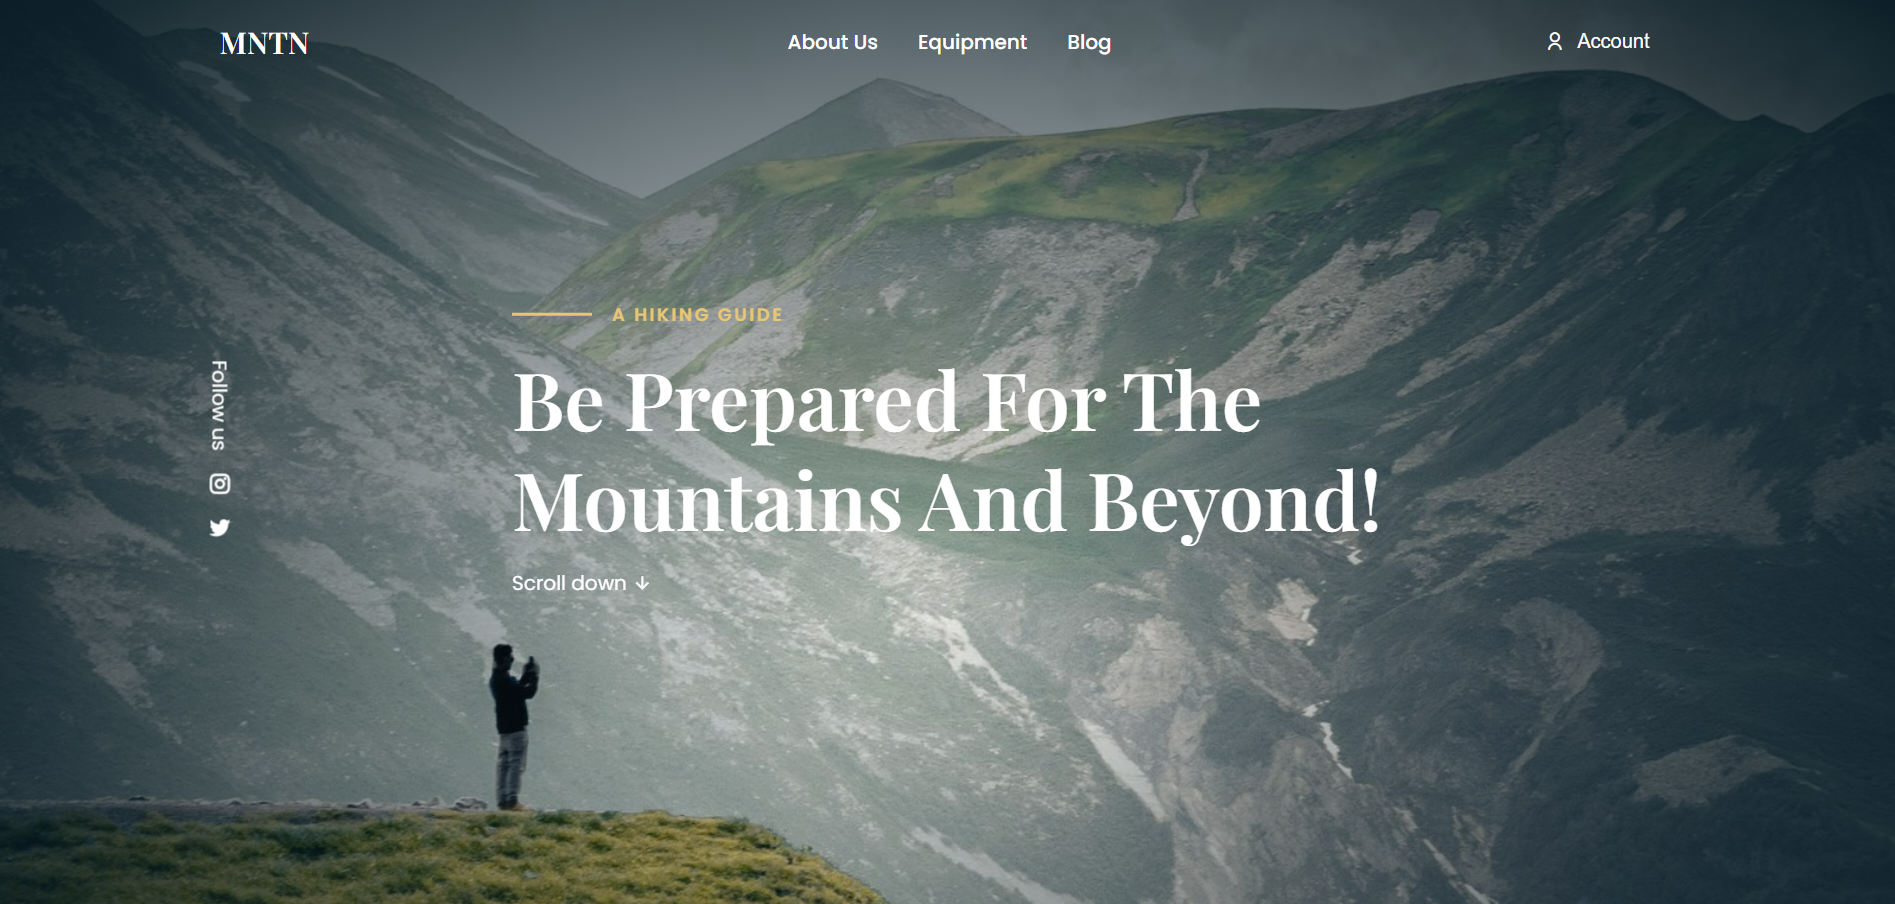 MNTN
About Us
Equipment
Blog
Account
A HIKING GUIDE
Be Prepared For The
Mountains And Beyond!
Scroll down ↓
Follow us